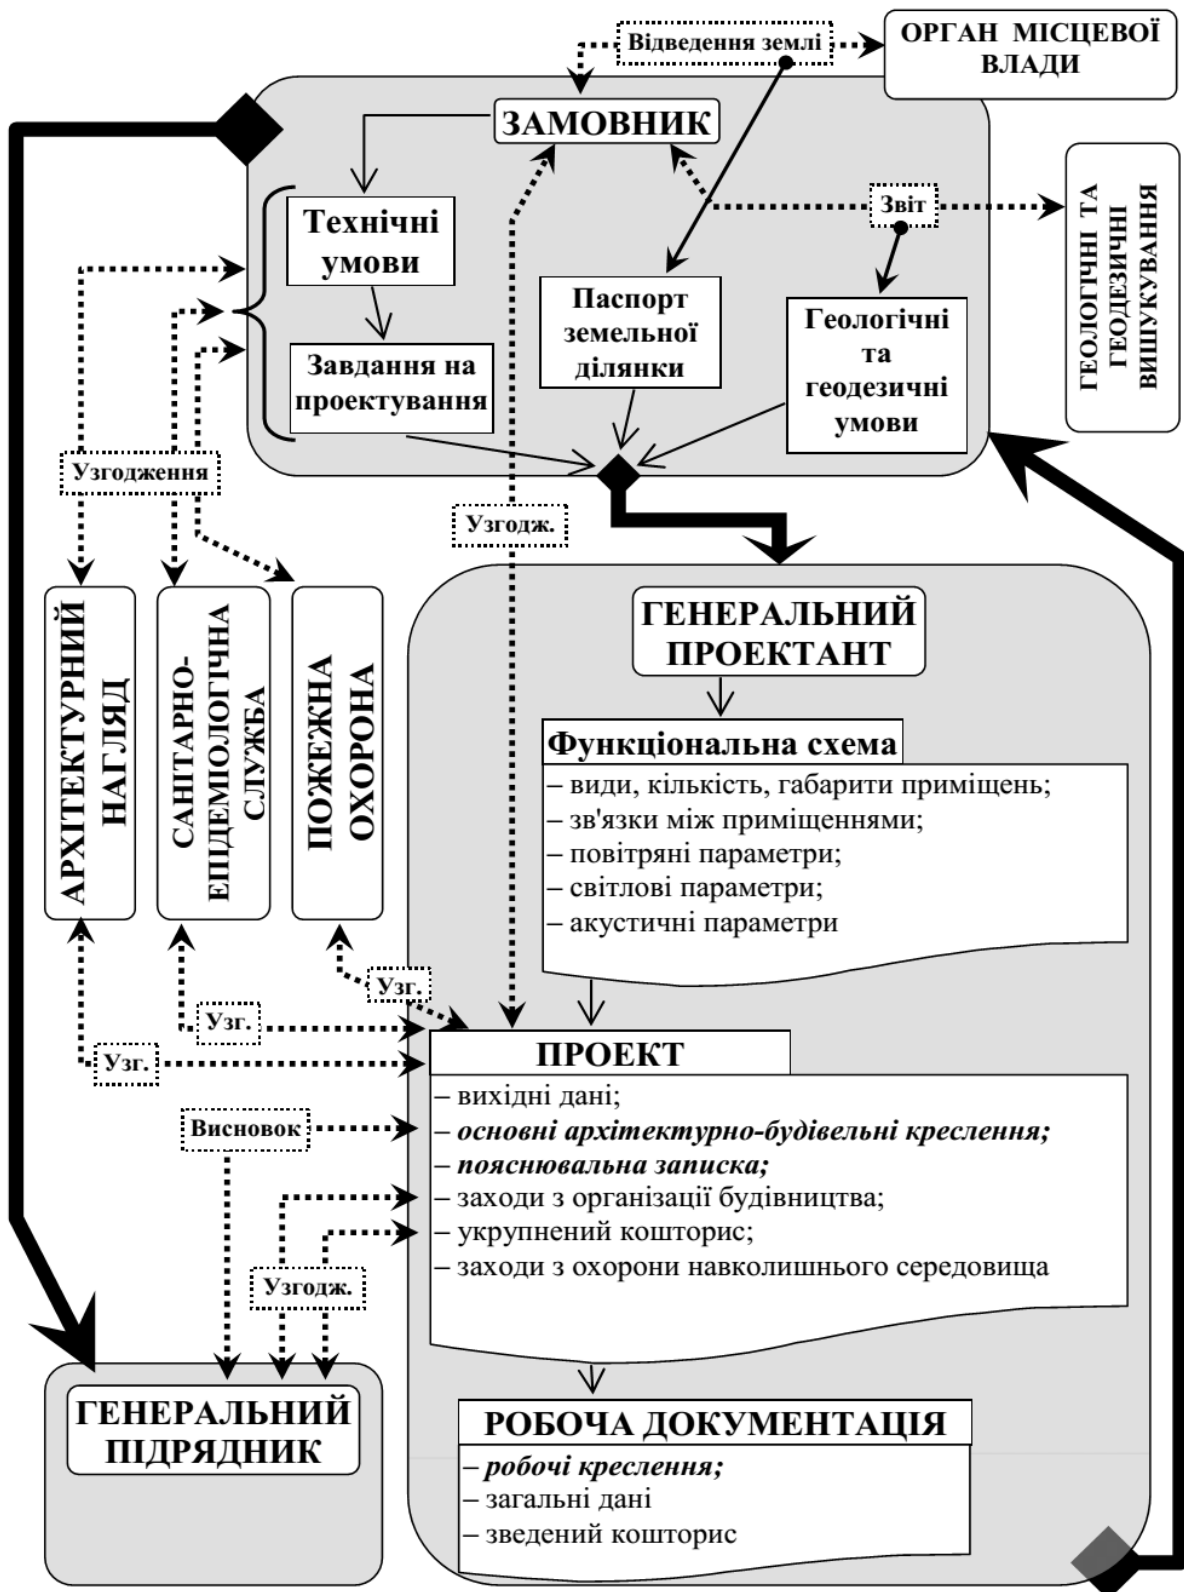 Відведення землі
ОРГАН МІСЦЕВОЇ
ВЛАДИ
ЗАМОВНИК
Технічні
умови
Звіт
ГЕОЛОГІЧНІ ТА
ГЕОДЕЗИЧНІ
ВИШУКУВАННЯ
Паспорт
земельної
ділянки
Геологічні
та
геодезичні
умови
Завдання на
проектування
Узгодження
Узгодж.
АРХІТЕКТУРНИЙ
НАГЛЯД
САНІТАРНО-
ЕПІДЕМІОЛОГІЧНА
СЛУЖБА
ПОЖЕЖНА
ОХОРОНА
ГЕНЕРАЛЬНИЙ
ПРОЕКТАНТ
Функціональна схема
– види, кількість, габарити приміщень;
– зв'язки між приміщеннями;
– повітряні параметри;
– світлові параметри;
– акустичні параметри
Узг.
Узг.
Узг.
ПРОЕКТ
– вихідні дані;
– основні архітектурно-будівельні креслення;
– пояснювальна записка;
– заходи з організації будівництва;
– укрупнений кошторис;
– заходи з охорони навколишнього середовища
Висновок
Узгодж.
ГЕНЕРАЛЬНИЙ
ПІДРЯДНИК
РОБОЧА ДОКУМЕНТАЦІЯ
– робочі креслення;
– загальні дані
– зведений кошторис